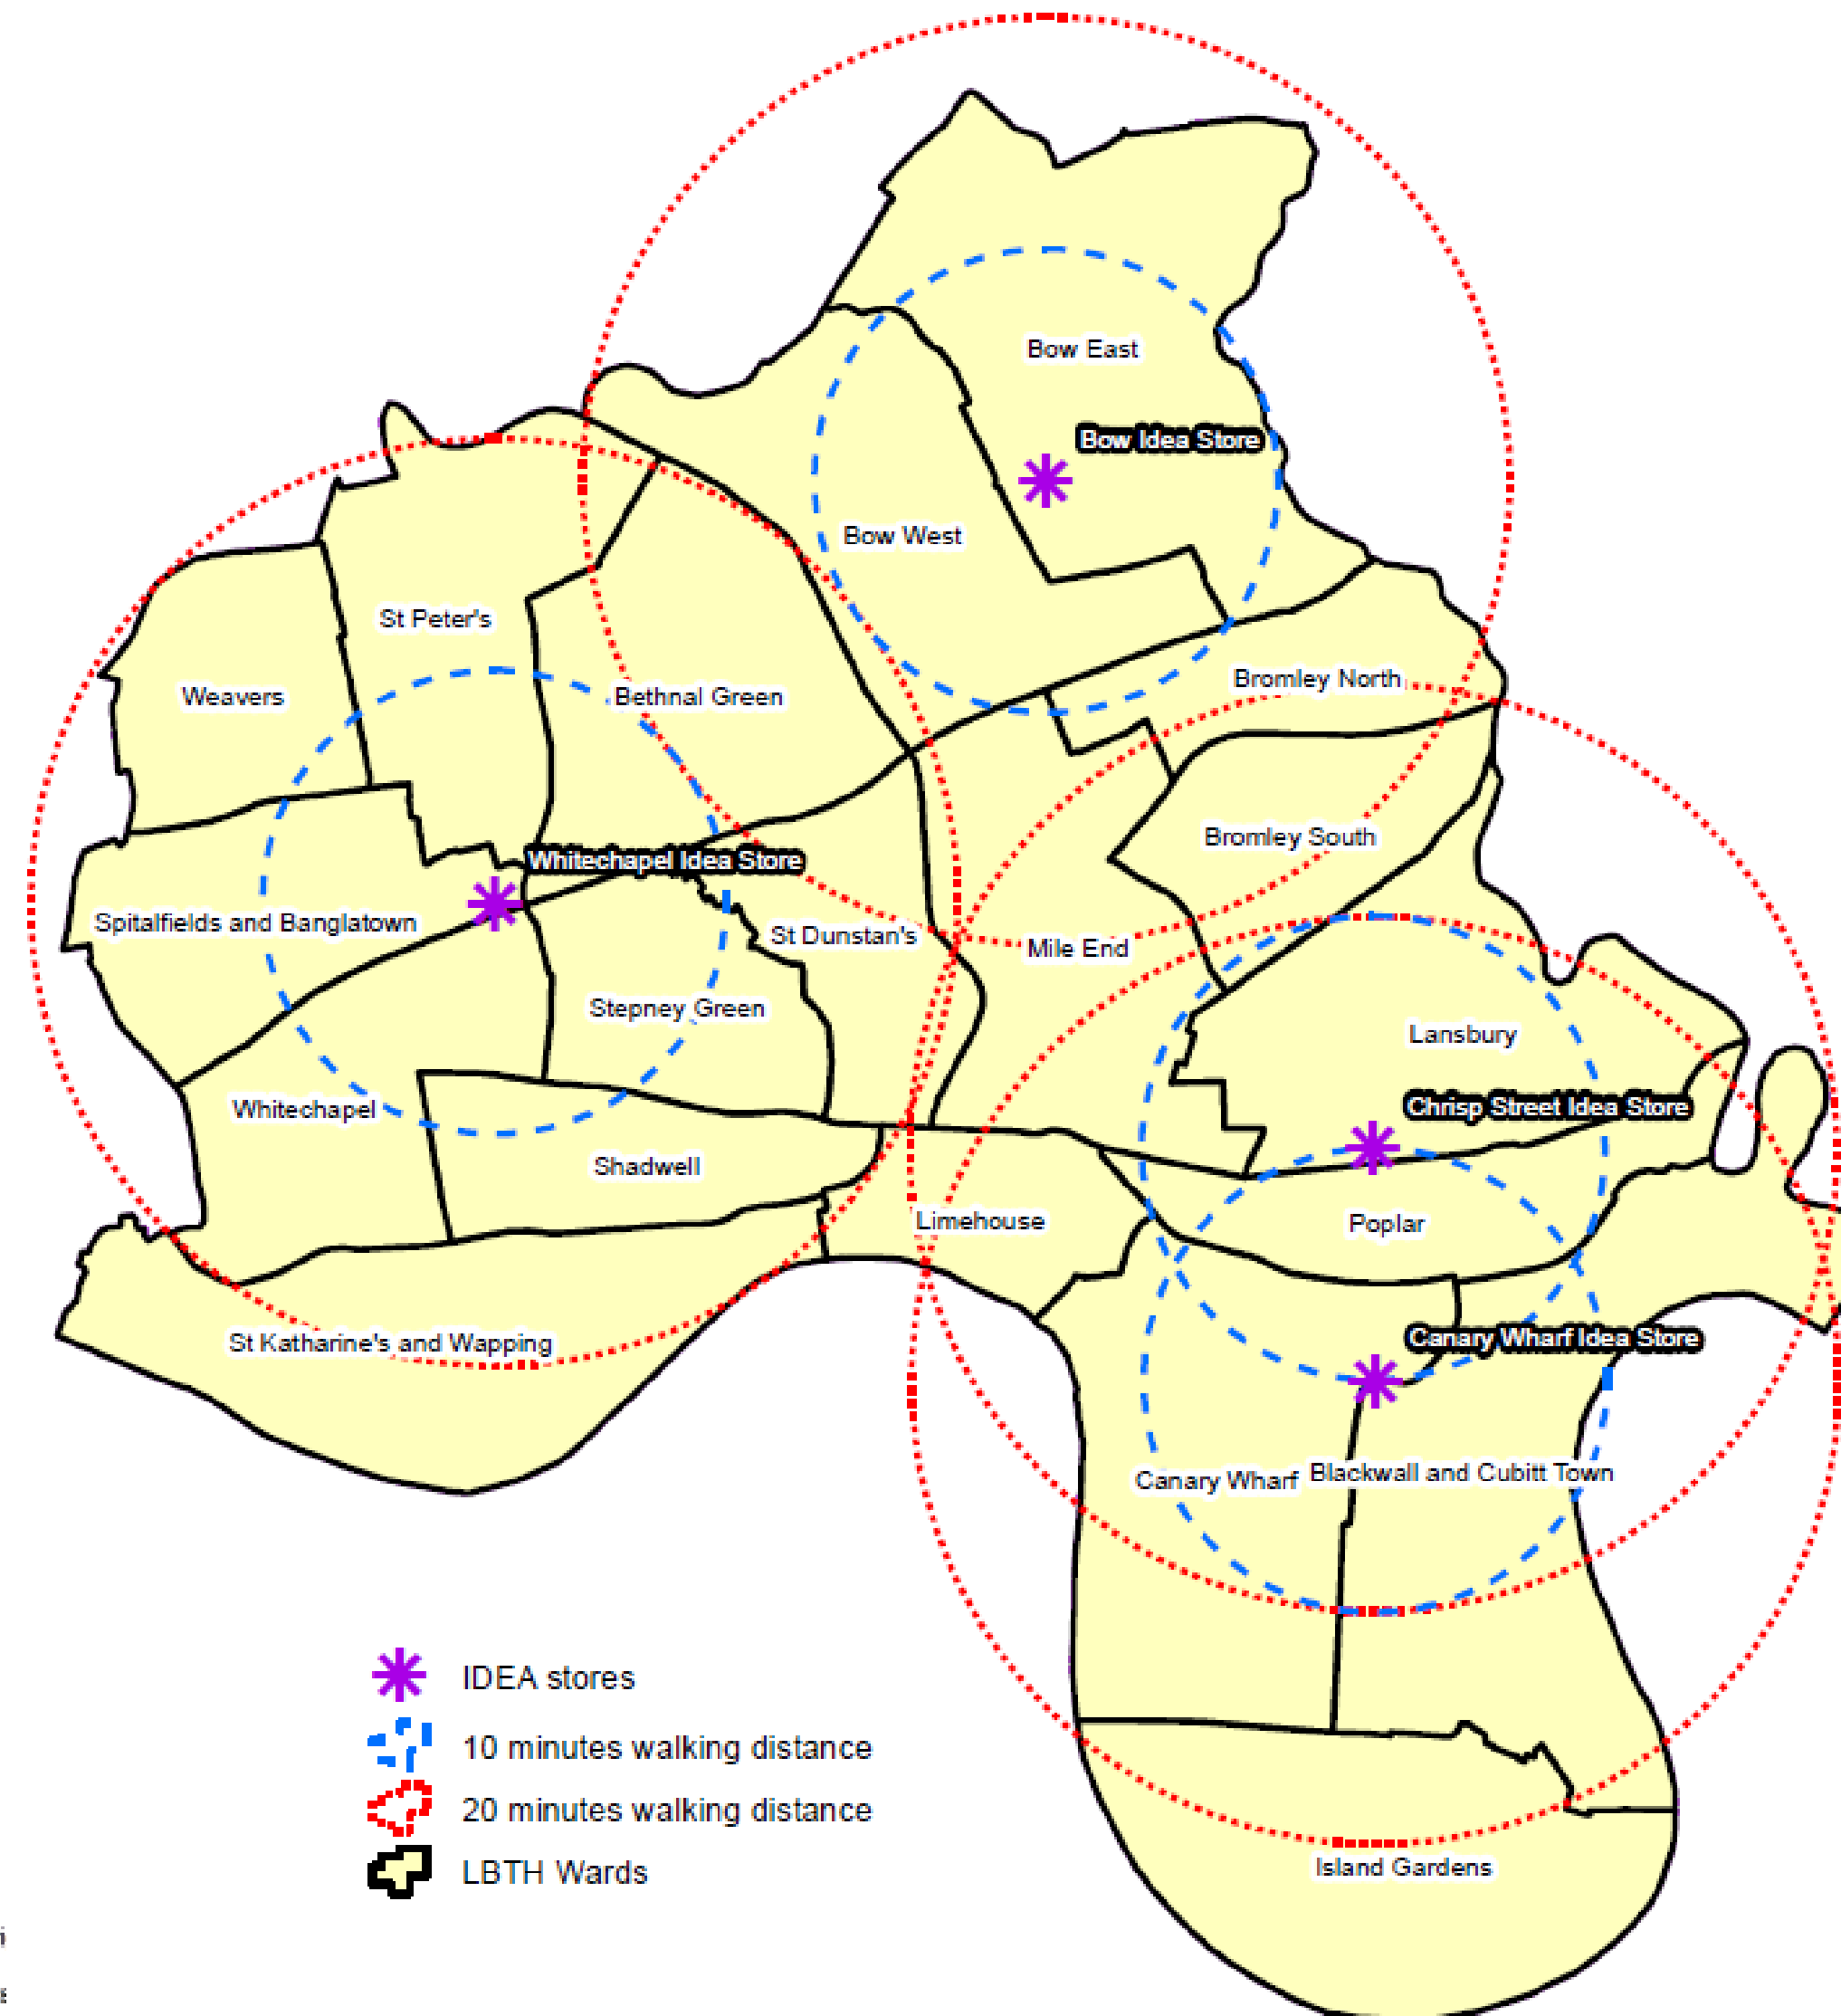 Bow East
Bow Idea Store
Bow West
St Peter's
Weavers
Bethnal Green
Bromley North
Bromley South
Whitechapel Idea Store
Spitalfields and Banglatown
St Dunstan's
Mile End
Stepney Green
Lansbury
Whitechapel
Chrisp Street Idea Store
Shadwell
Limehouse
Poplar
St Katharine's and Wapping
Canary Wharf Idea Store
Canary Wharf
Blackwall and Cubitt Town
IDEA stores
10 minutes walking distance
20 minutes walking distance
LBTH Wards
Island Gardens